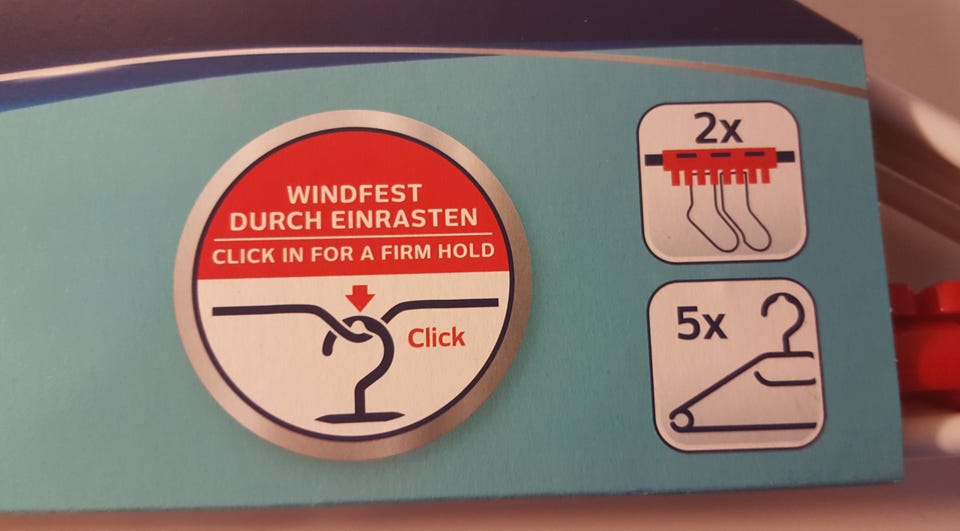 WINDFEST
DURCH EINRASTEN
CLICK IN FOR A FIRM HOLD
Click
2x
5x